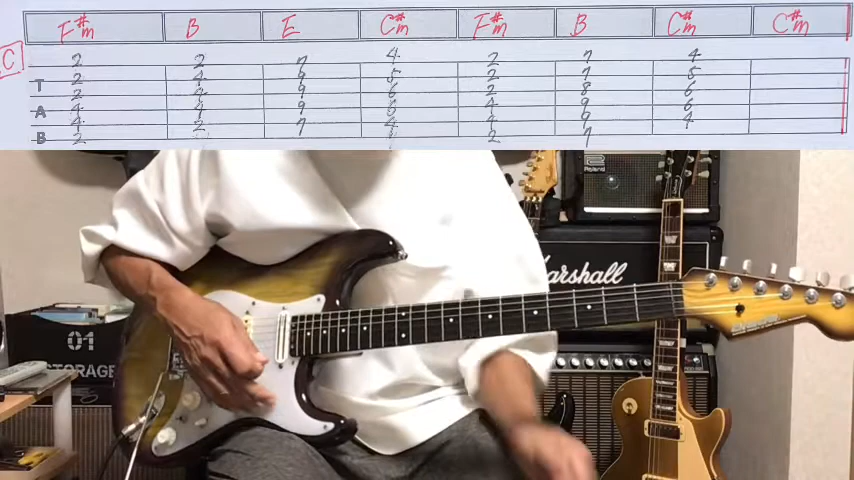 F#m B E C#m F#m B C#m C#m
C
2 2 7 4 2 7 4
T 2 4 9 5 2 7 5
2 4 9 6 2 8 6
A 4 4 9 6 4 9 6
4 2 7 4 4 9 4
B 2 2 7
Roland
Marshall
01
STORAGE